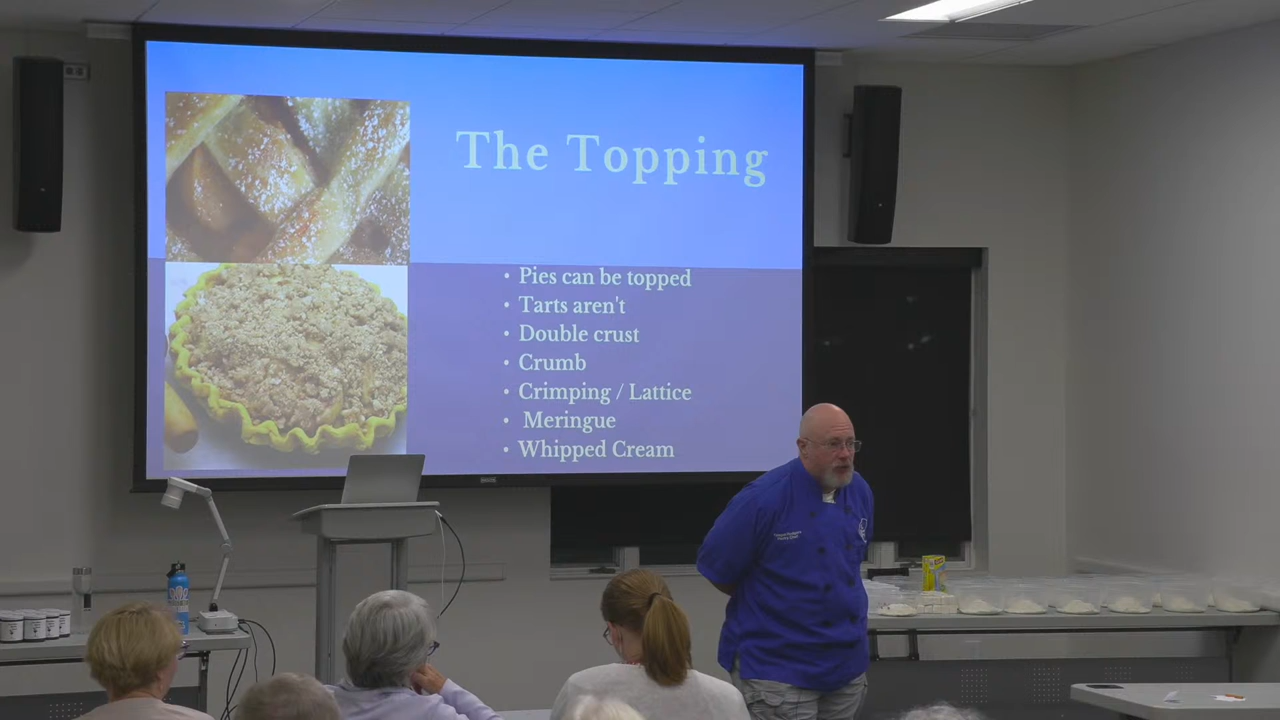 The Topping
• Pies can be topped
• Tarts aren't
• Double crust
• Crumb
• Crimping / Lattice
• Meringue
• Whipped Cream